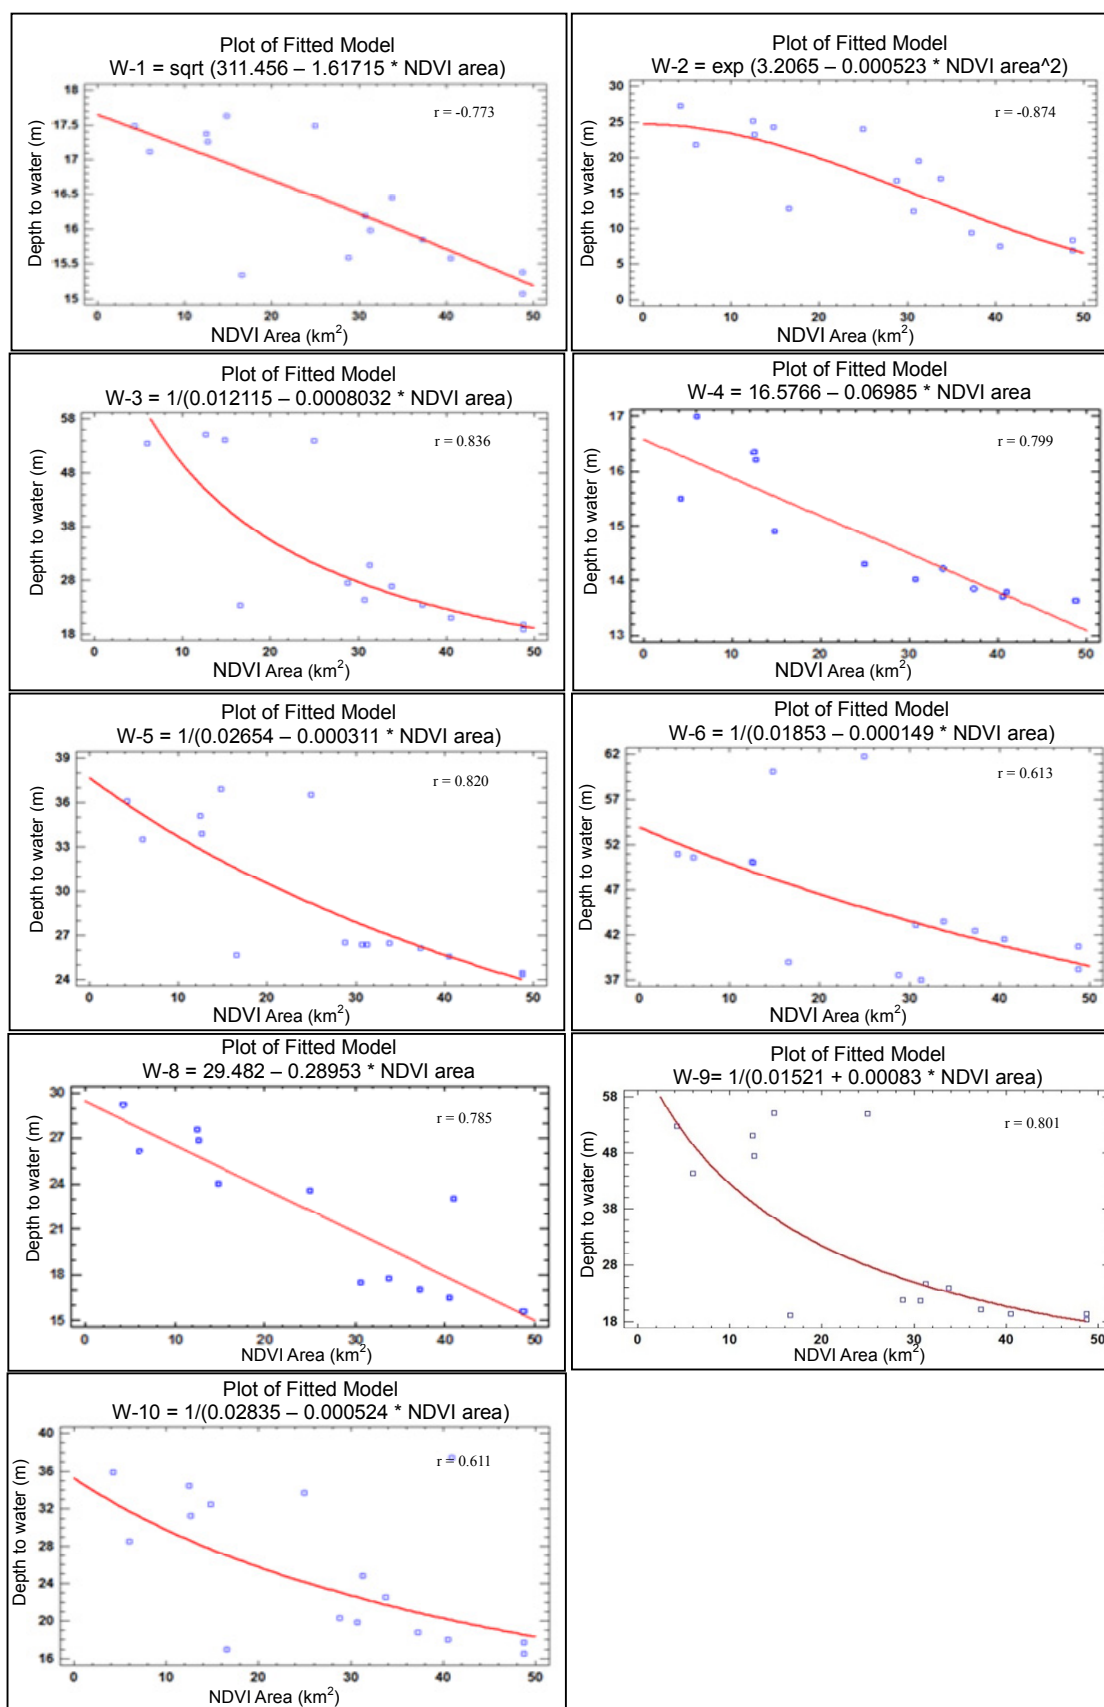 Plot of Fitted Model
W-1 = sqrt (311.456 – 1.61715 * NDVI area)
r = -0.773
Depth to water (m)
18
17.5
17
16.5
16
15.5
15
0 10 20 30 40 50
NDVI Area (km²)
Plot of Fitted Model
W-2 = exp (3.2065 – 0.000523 * NDVI area^2)
r = -0.874
Depth to water (m)
30
25
20
15
10
5
0
0 10 20 30 40 50
NDVI Area (km²)
Plot of Fitted Model
W-3 = 1/(0.012115 – 0.0008032 * NDVI area)
r = 0.836
Depth to water (m)
58
48
38
28
18
0 10 20 30 40 50
NDVI Area (km²)
Plot of Fitted Model
W-4 = 16.5766 – 0.06985 * NDVI area
r = 0.799
Depth to water (m)
17
16
15
14
13
0 10 20 30 40 50
NDVI Area (km²)
Plot of Fitted Model
W-5 = 1/(0.02654 – 0.000311 * NDVI area)
r = 0.820
Depth to water (m)
39
36
33
30
27
24
0 10 20 30 40 50
NDVI Area (km²)
Plot of Fitted Model
W-6 = 1/(0.01853 – 0.000149 * NDVI area)
r = 0.613
Depth to water (m)
62
57
52
47
42
37
0 10 20 30 40 50
NDVI Area (km²)
Plot of Fitted Model
W-8 = 29.482 – 0.28953 * NDVI area
r = 0.785
Depth to water (m)
30
27
24
21
18
15
0 10 20 30 40 50
NDVI Area (km²)
Plot of Fitted Model
W-9= 1/(0.01521 + 0.00083 * NDVI area)
r = 0.801
Depth to water (m)
58
48
38
28
18
0 10 20 30 40 50
NDVI Area (km²)
Plot of Fitted Model
W-10 = 1/(0.02835 – 0.000524 * NDVI area)
r = 0.611
Depth to water (m)
40
36
32
28
24
20
16
0 10 20 30 40 50
NDVI Area (km²)